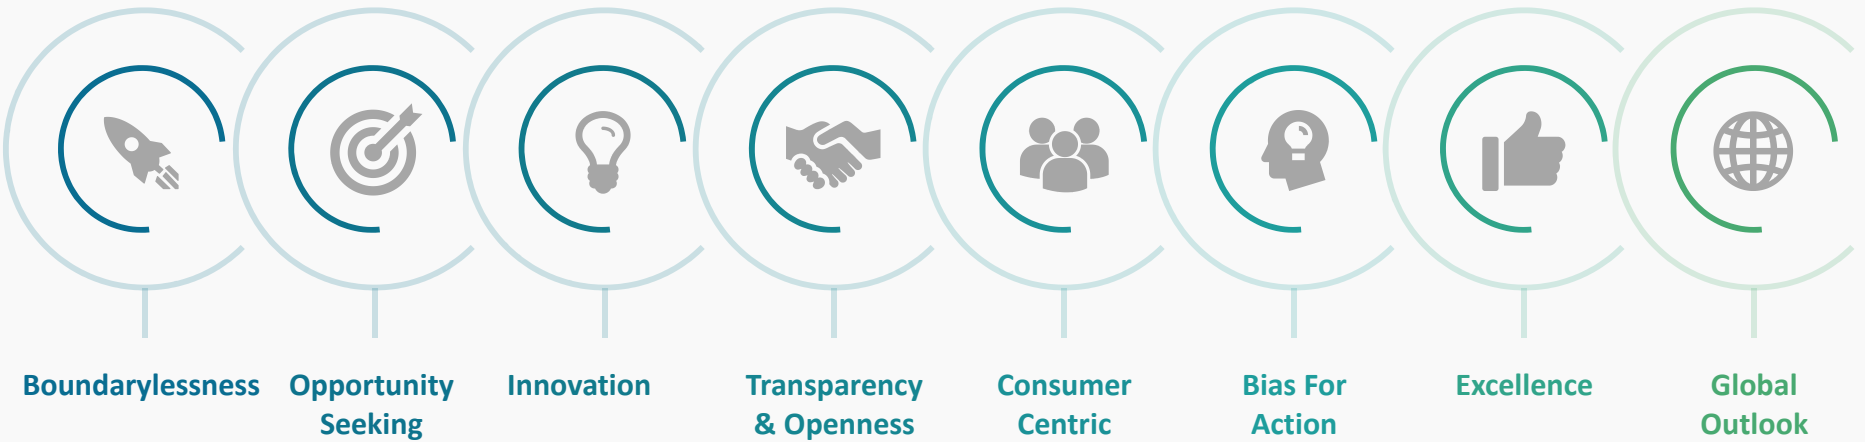 Boundarylessness
Opportunity
Seeking
Innovation
Transparency
& Openness
Consumer
Centric
Bias For
Action
Excellence
Global
Outlook